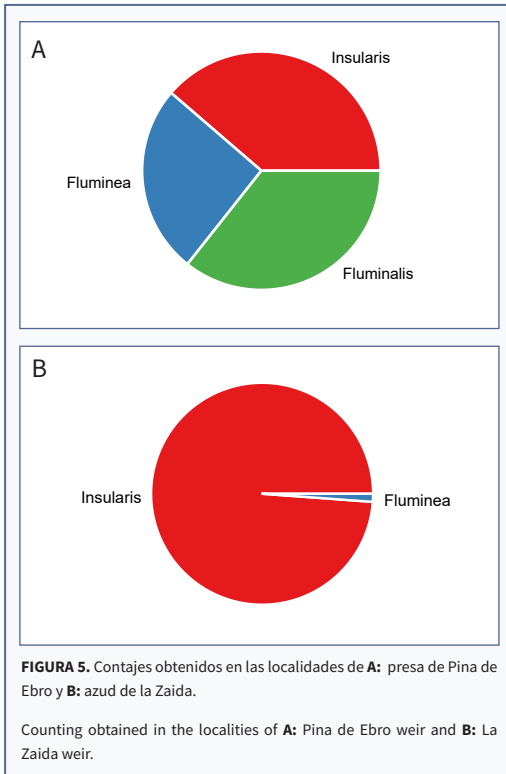 A
Insularis
Fluminea
Fluminalis
B
Insularis
Fluminea
FIGURA 5. Contajes obtenidos en las localidades de A: presa de Pina de
Ebro y B: azud de la Zaida.
Counting obtained in the localities of A: Pina de Ebro weir and B: La
Zaida weir.